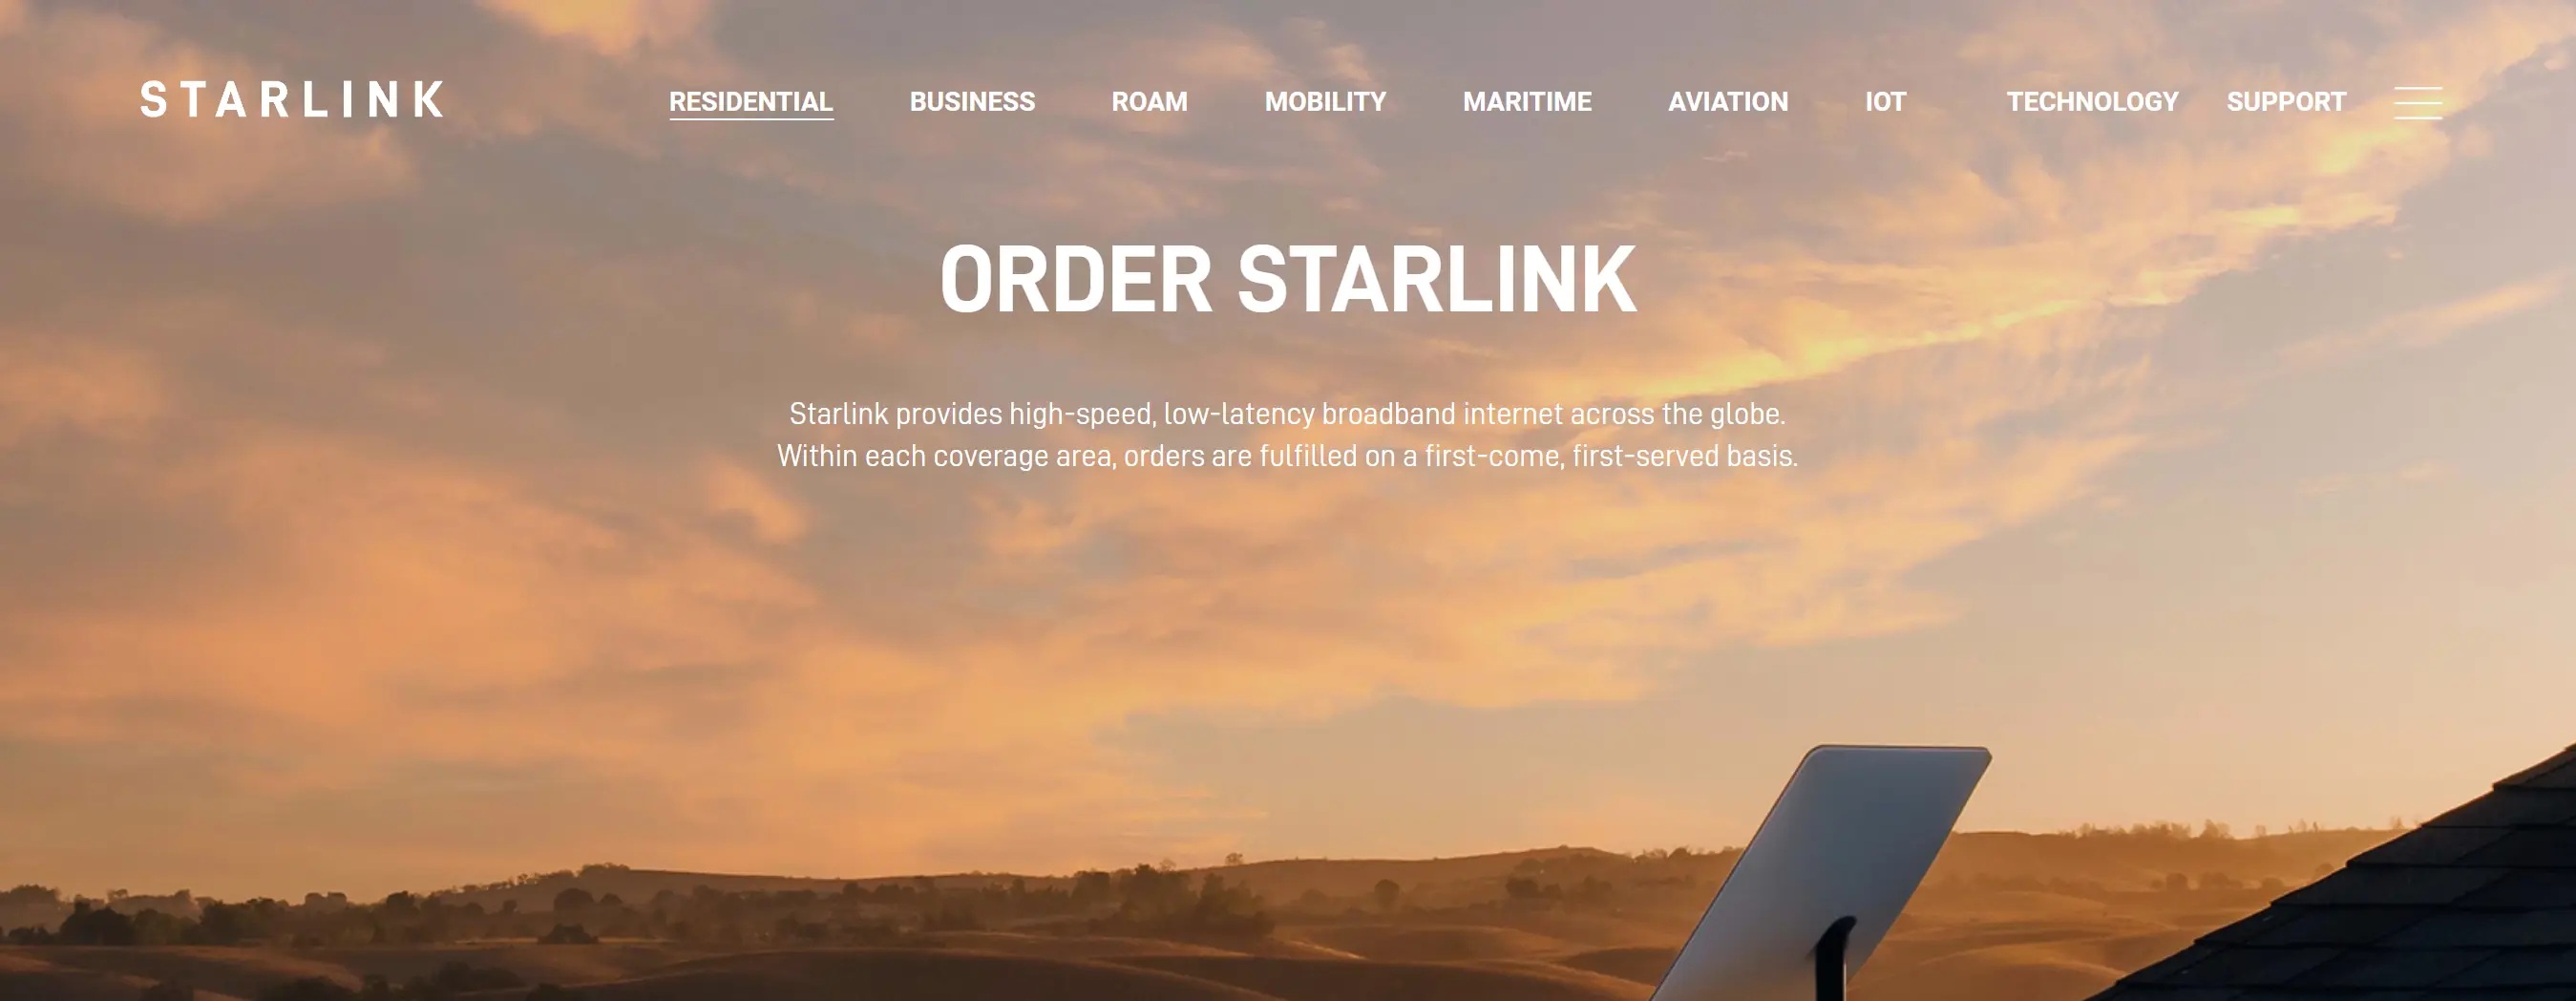 STARLINK
RESIDENTIAL BUSINESS ROAM MOBILITY MARITIME AVIATION IOT TECHNOLOGY SUPPORT
ORDER STARLINK
Starlink provides high-speed, low-latency broadband internet across the globe.
Within each coverage area, orders are fulfilled on a first-come, first-served basis.